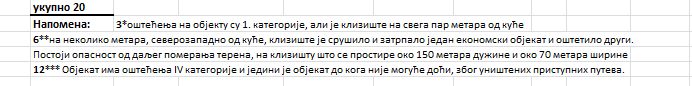 укупно 20
Напомена: 3*оштећења на објекту су 1. категорије, али је клизиште на свега пар метара од куће
6**на неколико метара, северозападно од куће, клизиште је срушило и затрпало један економски објекат и оштетило други.
Постоји опасност од даљег померања терена, на клизишту што се простире око 150 метара дужине и око 70 метара ширине
12*** Објекат има оштећења IV категорије и једини је објекат до кога није могуће доћи, због уништених приступних путева.